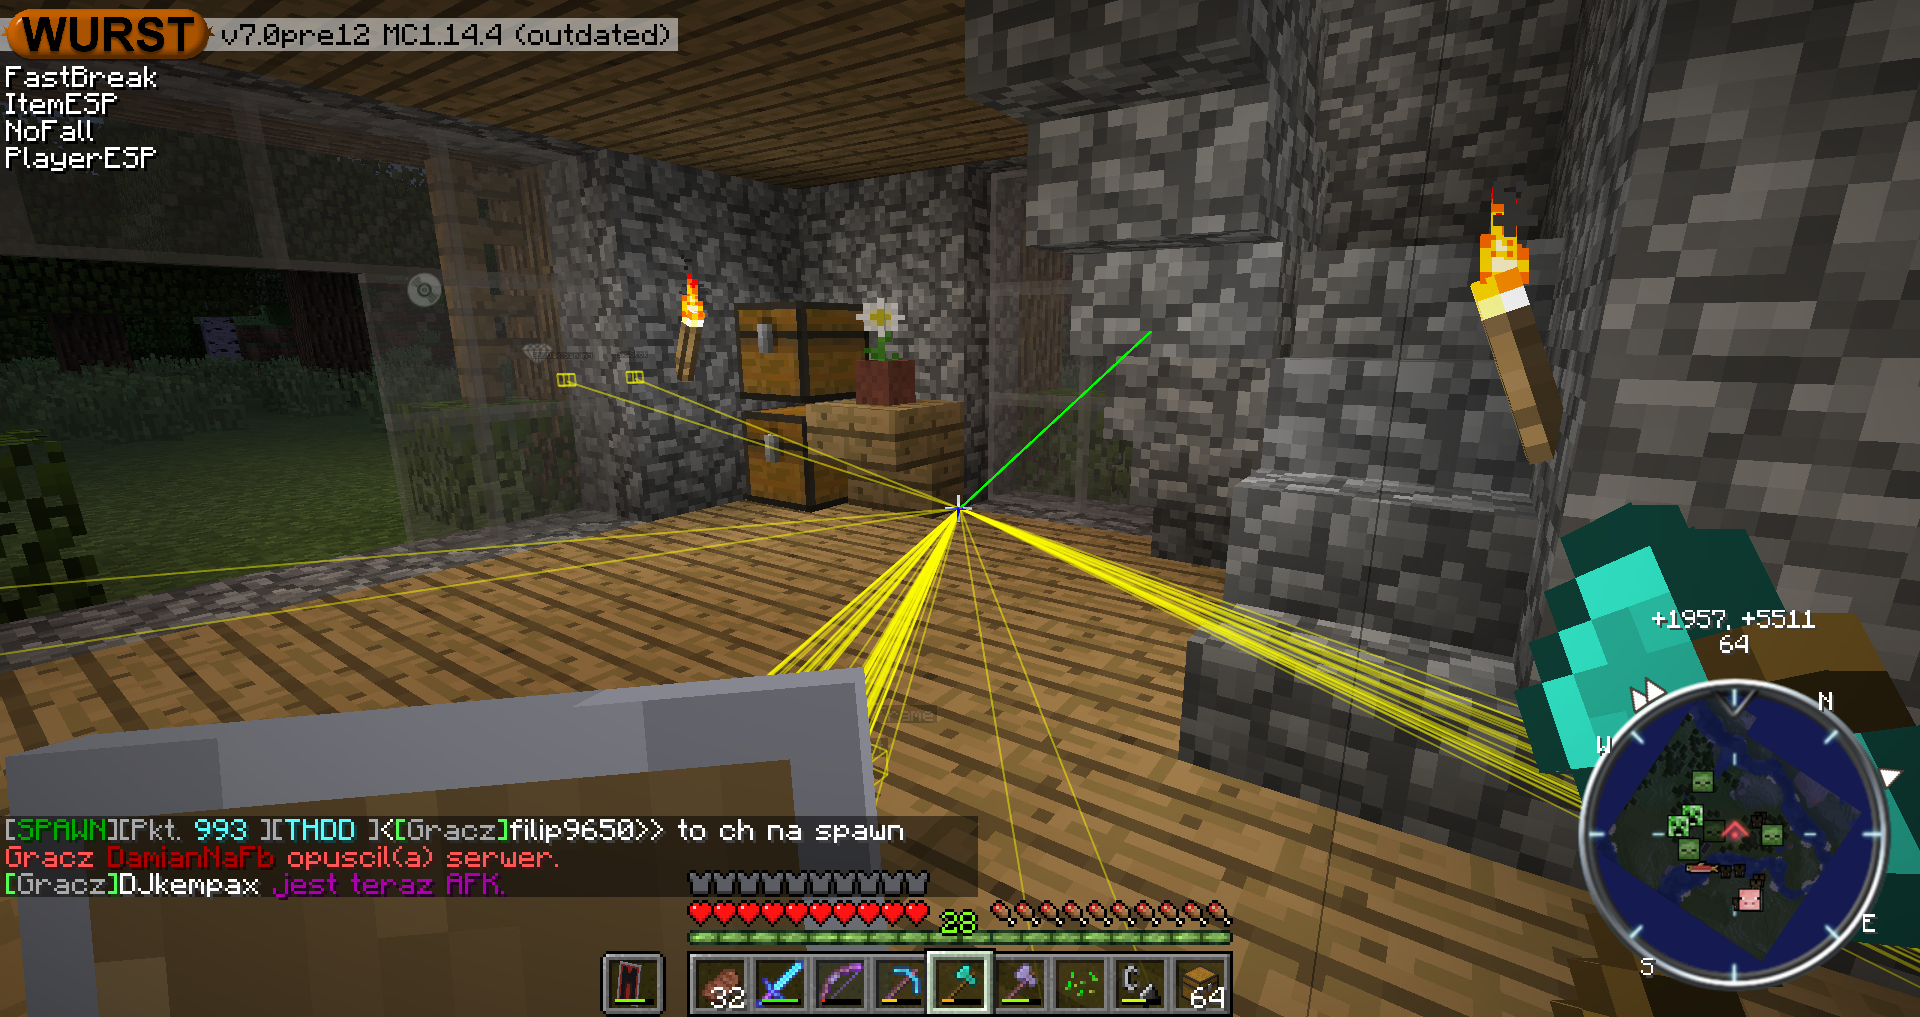 WURST v7.0pre12 MC1.14.4 (outdated)
FastBreak
ItemESP
NoFall
PlayerESP
+1957, +5511
64
N
W
E
S
[SPAWN][Pkt. 993 ][THDD ]<[Gracz]filip9650>> to ch na spawn
Gracz DamianNaFb opuscil(a) serwer.
[Gracz]DJkempax jest teraz AFK.
28
32
64